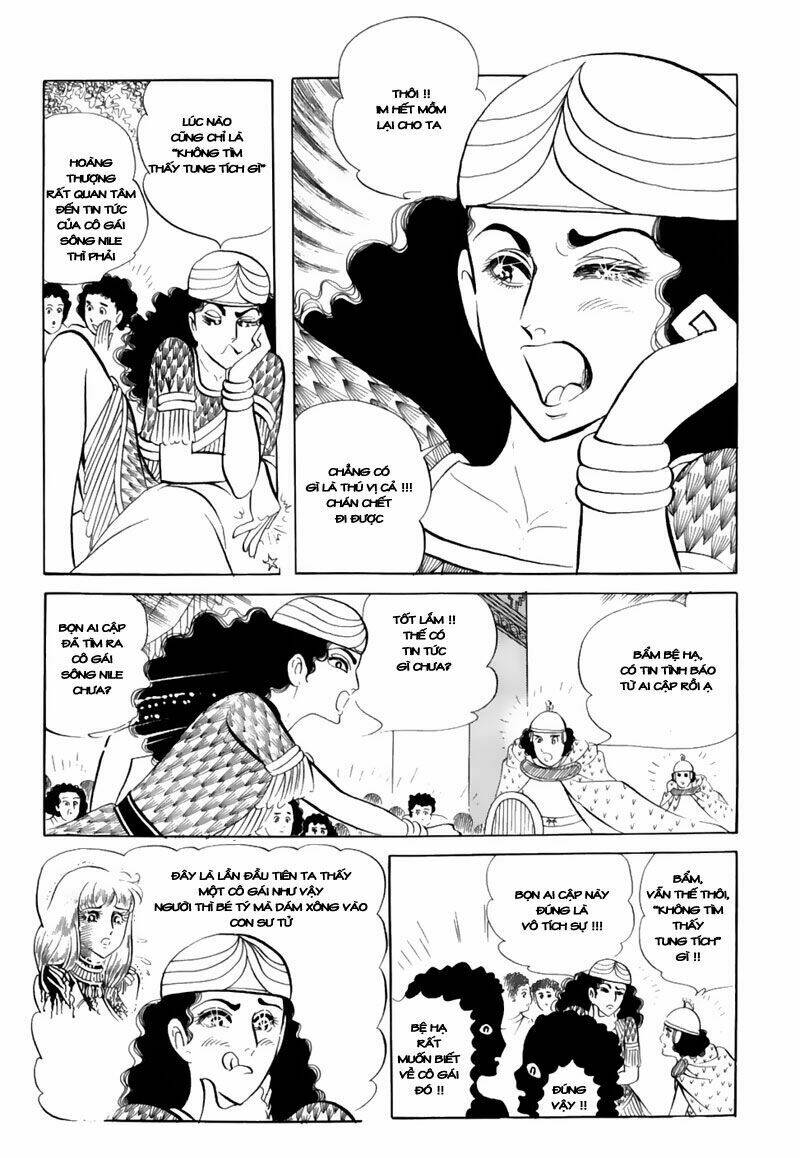 THÔI !!
IM HẾT MỒM
LẠI CHO TA
CHẲNG CÓ
GÌ LÀ THÚ VỊ CẢ !!!
CHÁN CHẾT
ĐI ĐƯỢC
LÚC NÀO
CŨNG CHỈ LÀ
"KHÔNG TÌM
THẤY TUNG TÍCH GÌ"
HOÀNG
THƯỢNG
RẤT QUAN TÂM
ĐẾN TIN TỨC
CỦA CÔ GÁI
SÔNG NILE
THÌ PHẢI
BẨM BỆ HẠ,
CÓ TIN TÌNH BÁO
TỪ AI CẬP RỒI Ạ
TỐT LẮM !!
THẾ CÓ
TIN TỨC
GÌ CHƯA?
BỌN AI CẬP
ĐÃ TÌM RA
CÔ GÁI
SÔNG NILE
CHƯA?
BẨM,
VẪN THẾ THÔI,
"KHÔNG TÌM
THẤY
TUNG TÍCH"
GÌ !!
BỌN AI CẬP NÀY
ĐÚNG LÀ
VÔ TÍCH SỰ !!!
BỆ HẠ
RẤT
MUỐN BIẾT
VỀ CÔ GÁI
ĐÓ !!
ĐÚNG
VẬY !!
ĐÂY LÀ LẦN ĐẦU TIÊN TA THẤY
MỘT CÔ GÁI NHƯ VẬY
NGƯỜI THÌ BÉ TÝ MÀ DÁM XÔNG VÀO
CON SƯ TỬ